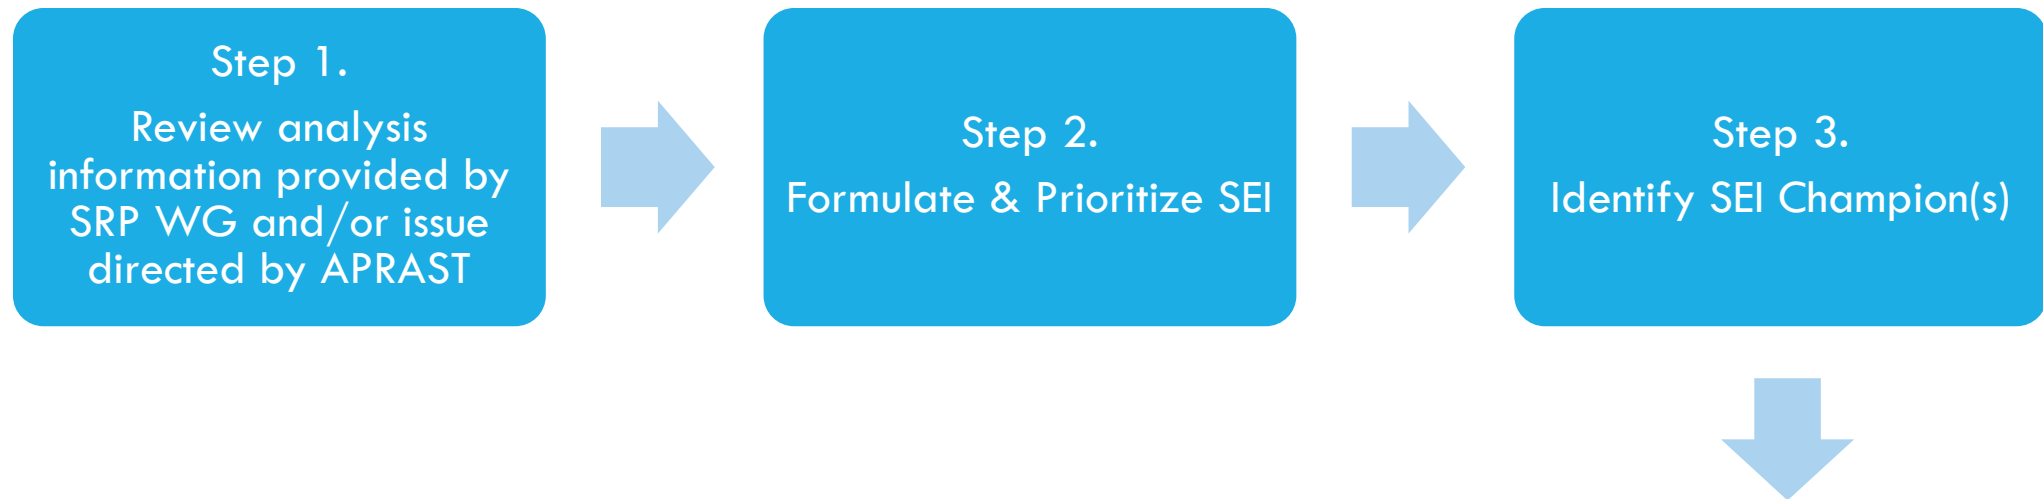 Step 1.
Review analysis
information provided by
SRP WG and/or issue
directed by APRAST
Step 2.
Formulate & Prioritize SEI
Step 3.
Identify SEI Champion(s)